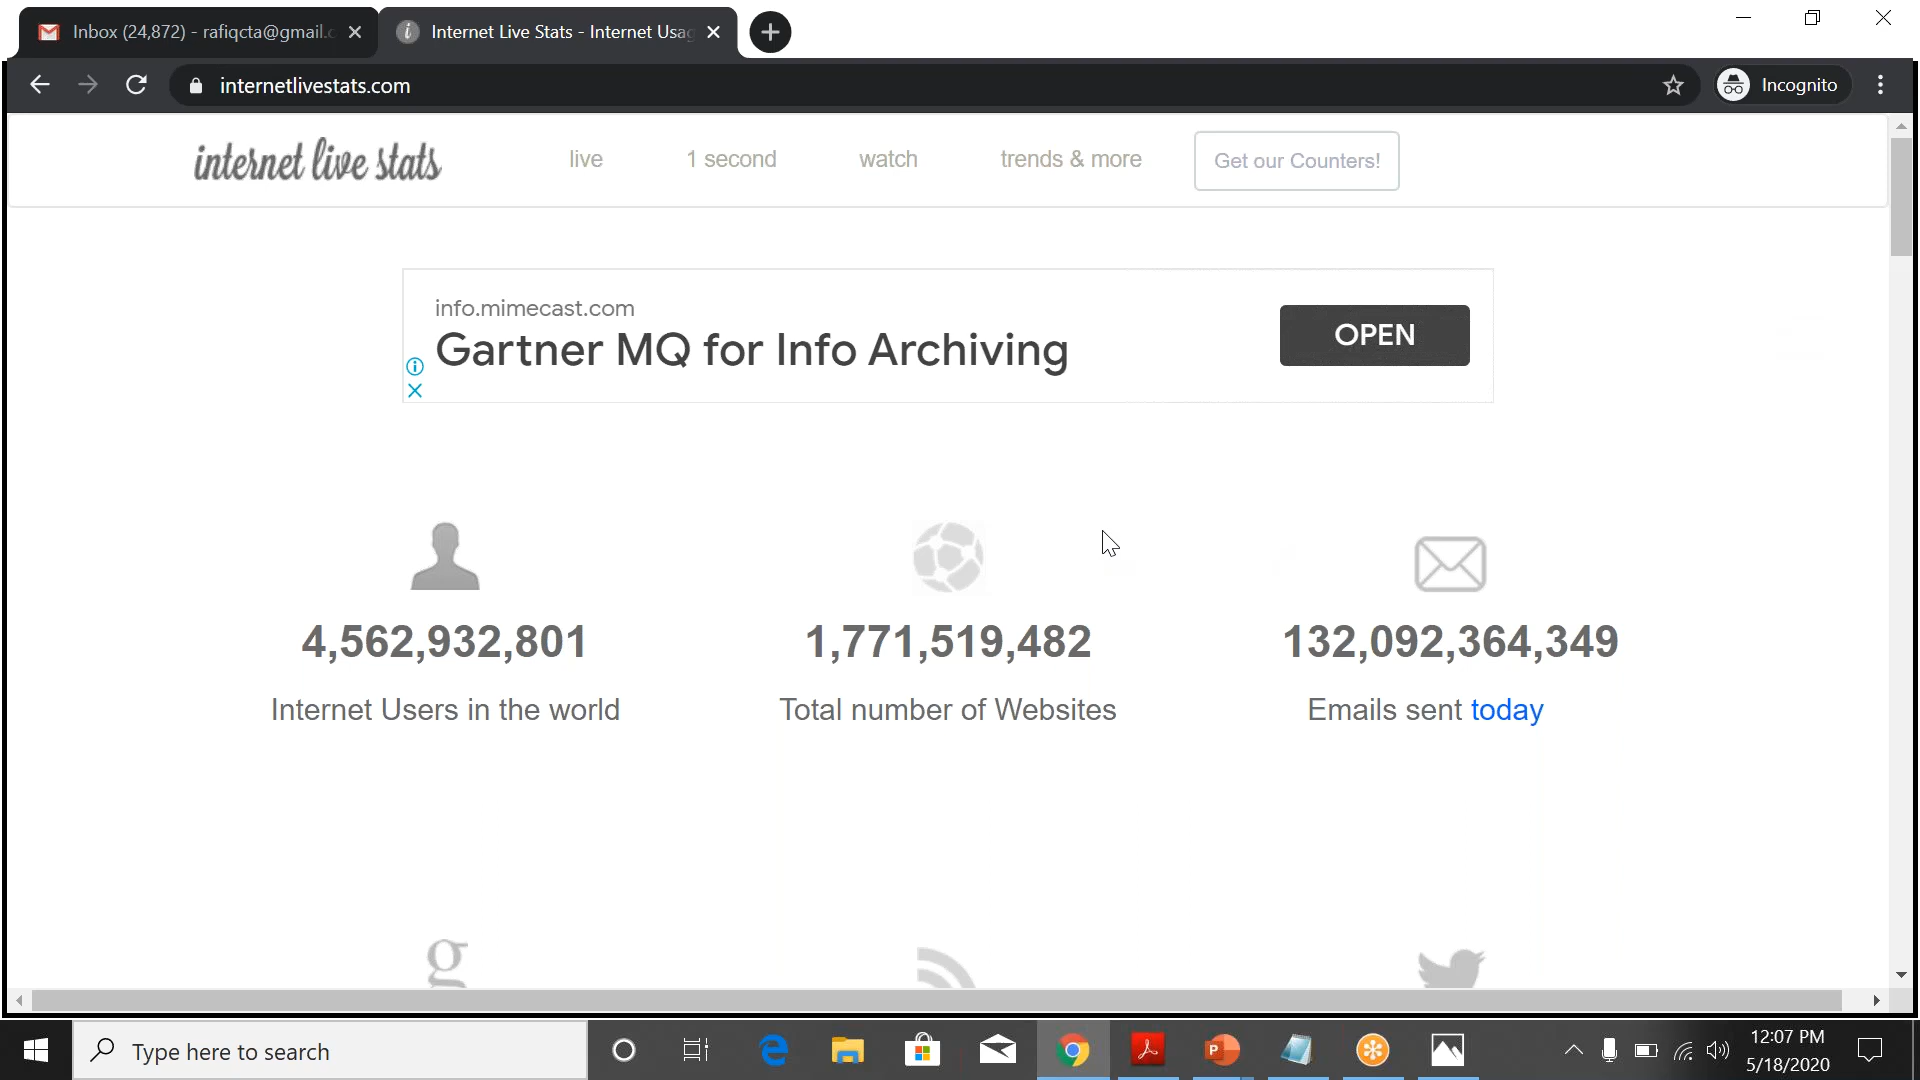 Inbox (24,872) - rafiqcta@gmail.c
Internet Live Stats - Internet Usag
internetlivestats.com
Incognito
internet live stats
live
1 second
watch
trends & more
Get our Counters!
info.mimecast.com
Gartner MQ for Info Archiving
OPEN
4,562,932,801
1,771,519,482
132,092,364,349
Internet Users in the world
Total number of Websites
Emails sent today
g
Type here to search
12:07 PM
5/18/2020